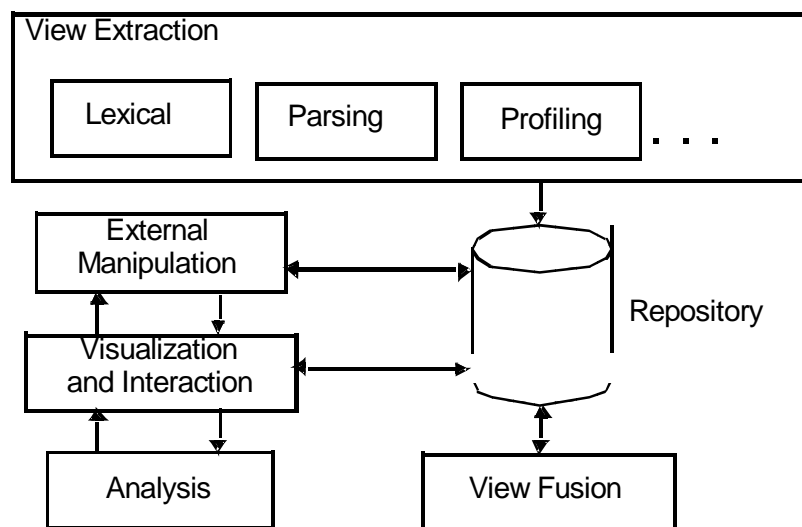 View Extraction
Lexical
Parsing
Profiling
. . .
External
Manipulation
Repository
Visualization
and Interaction
Analysis
View Fusion